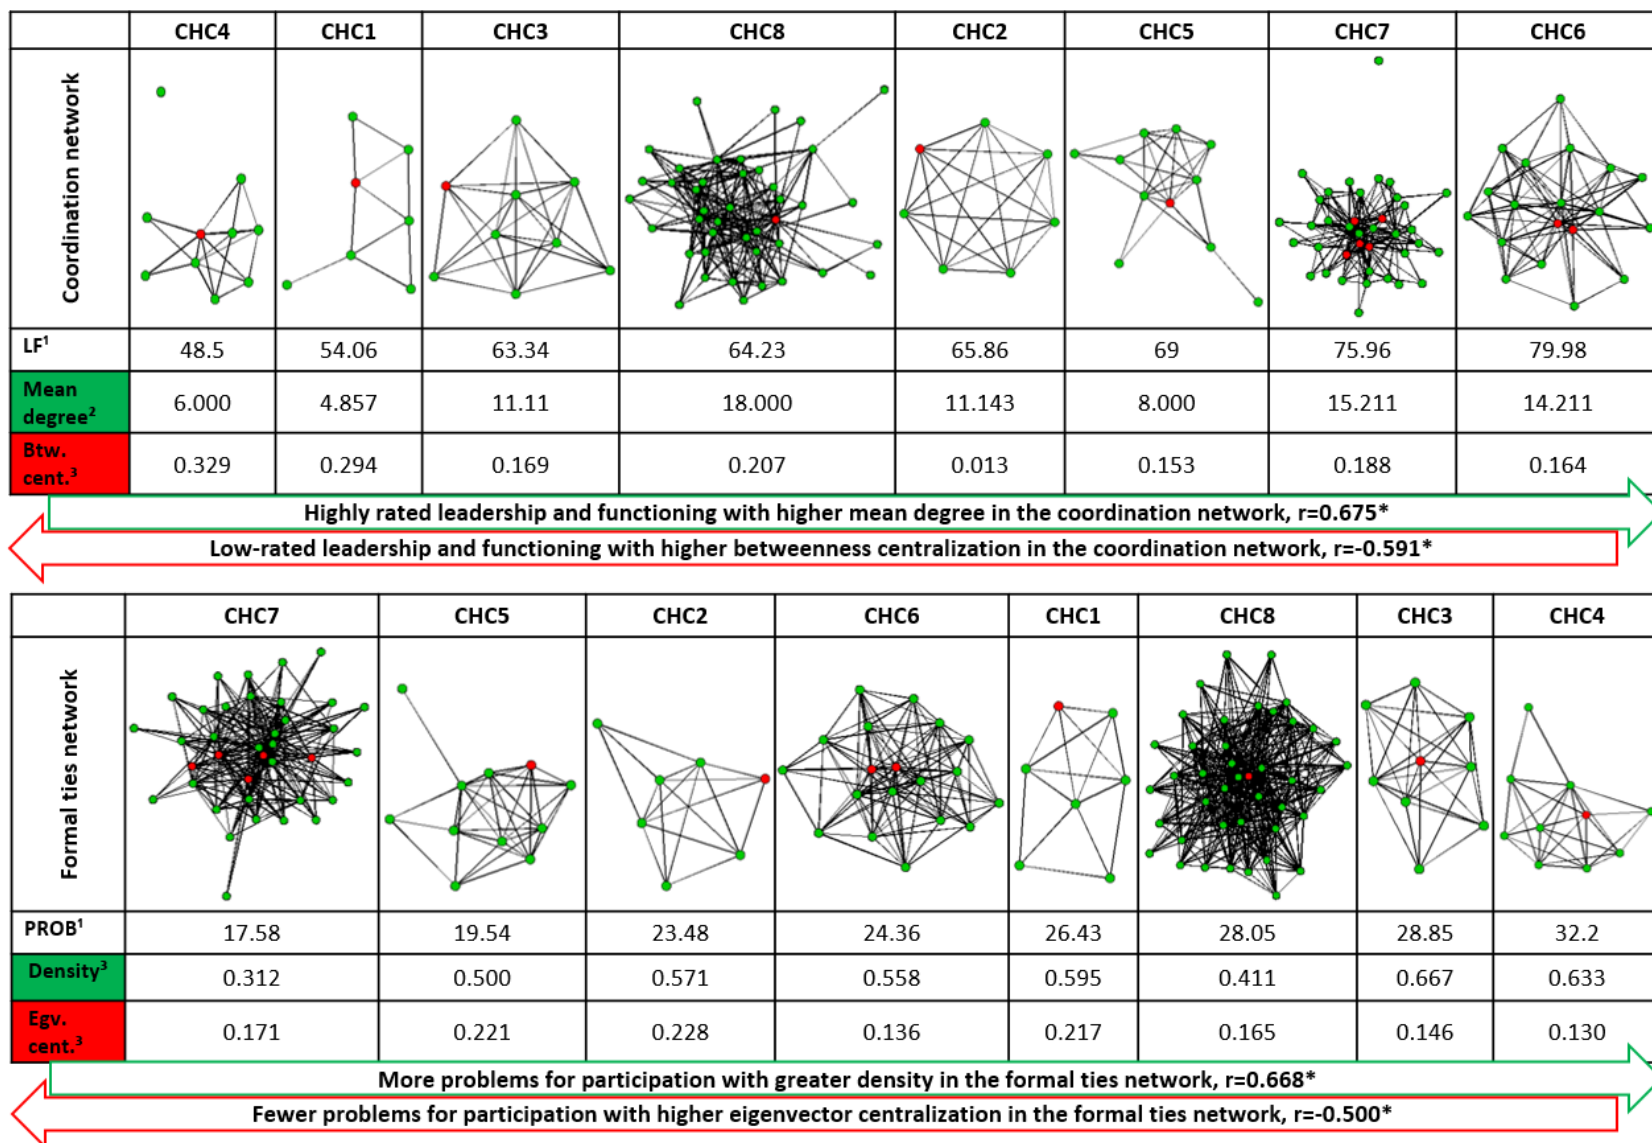 CHC4 CHC1 CHC3 CHC8 CHC2 CHC5 CHC7 CHC6
Coordination network
LF¹ 48.5 54.06 63.34 64.23 65.86 69 75.96 79.98
Mean
degree² 6.000 4.857 11.11 18.000 11.143 8.000 15.211 14.211
Btw.
cent.³ 0.329 0.294 0.169 0.207 0.013 0.153 0.188 0.164
Highly rated leadership and functioning with higher mean degree in the coordination network, r=0.675*
Low-rated leadership and functioning with higher betweenness centralization in the coordination network, r=-0.591*
CHC7 CHC5 CHC2 CHC6 CHC1 CHC8 CHC3 CHC4
Formal ties network
PROB¹ 17.58 19.54 23.48 24.36 26.43 28.05 28.85 32.2
Density³ 0.312 0.500 0.571 0.558 0.595 0.411 0.667 0.633
Egv.
cent.³ 0.171 0.221 0.228 0.136 0.217 0.165 0.146 0.130
More problems for participation with greater density in the formal ties network, r=0.668*
Fewer problems for participation with higher eigenvector centralization in the formal ties network, r=-0.500*